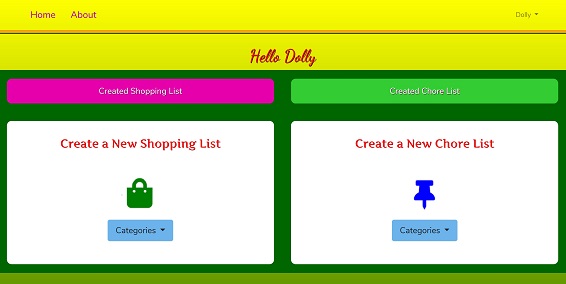 Home About Dolly
Hello Dolly
Created Shopping List Created Chore List
Create a New Shopping List Create a New Chore List
Categories Categories